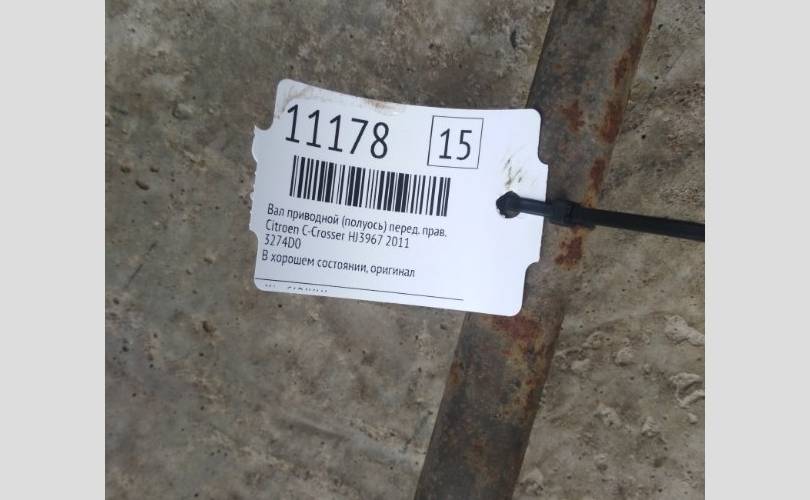 11178 15
Вал приводной (полуось) перед. прав.
Citroen C-Crosser HJ3967 2011
3274D0
В хорошем состоянии, оригинал